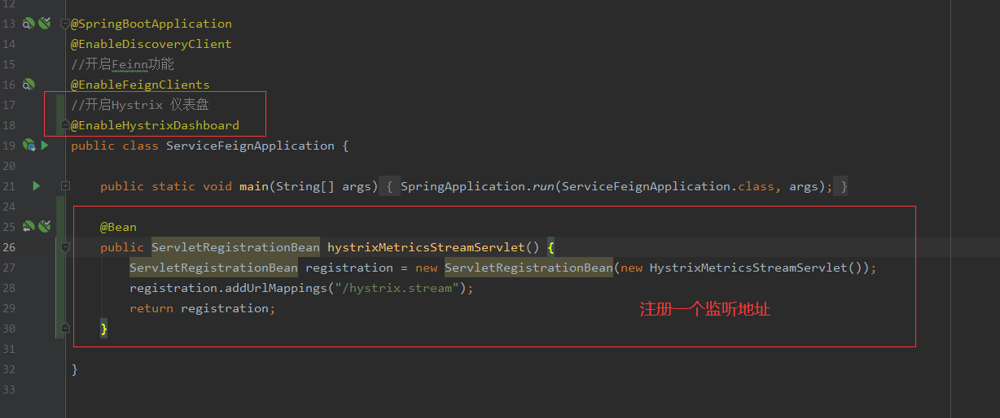 12
13 @SpringBootApplication
14 @EnableDiscoveryClient
15 //开启Feinn功能
16 @EnableFeignClients
17 //开启Hystrix 仪表盘
18 @EnableHystrixDashboard
19 public class ServiceFeignApplication {
20
21 public static void main(String[] args) { SpringApplication.run(ServiceFeignApplication.class, args); }
24
25 @Bean
26 public ServletRegistrationBean hystrixMetricsStreamServlet() {
27 ServletRegistrationBean registration = new ServletRegistrationBean(new HystrixMetricsStreamServlet());
28 registration.addUrlMappings("/hystrix.stream");
29 return registration;
注册一个监听地址
30 }
31
32 }
33